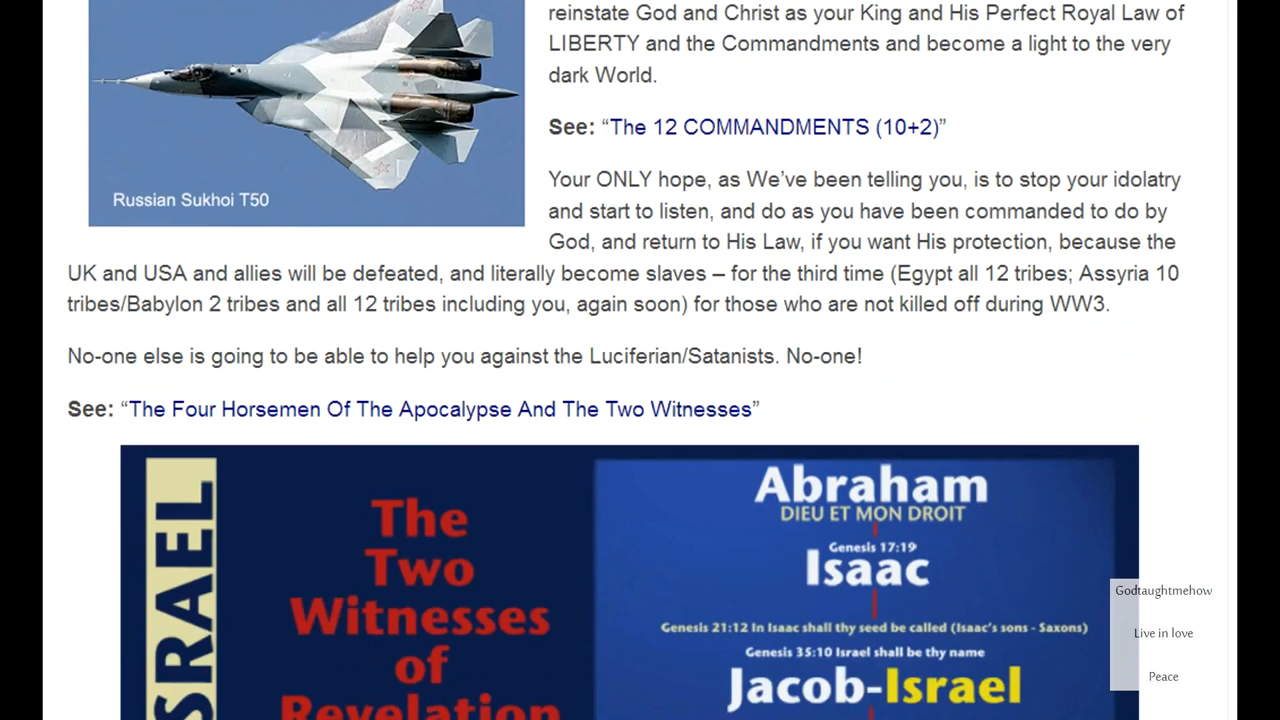 reinstate God and Christ as your King and His Perfect Royal Law of
LIBERTY and the Commandments and become a light to the very
dark World.
See: “The 12 COMMANDMENTS (10+2)”
Russian Sukhoi T50
Your ONLY hope, as We’ve been telling you, is to stop your idolatry
and start to listen, and do as you have been commanded to do by
God, and return to His Law, if you want His protection, because the
UK and USA and allies will be defeated, and literally become slaves – for the third time (Egypt all 12 tribes; Assyria 10
tribes/Babylon 2 tribes and all 12 tribes including you, again soon) for those who are not killed off during WW3.
No-one else is going to be able to help you against the Luciferian/Satanists. No-one!
See: “The Four Horsemen Of The Apocalypse And The Two Witnesses”
SRAEL
The
Two
Witnesses
of
Revelation
Abraham
DIEU ET MON DROIT
Genesis 17:19
Isaac
Genesis 21:12 In Isaac shall thy seed be called (Isaac's sons - Saxons)
Genesis 35:10 Israel shall be thy name
Jacob-Israel
Godtaughtmehow
Live in love
Peace